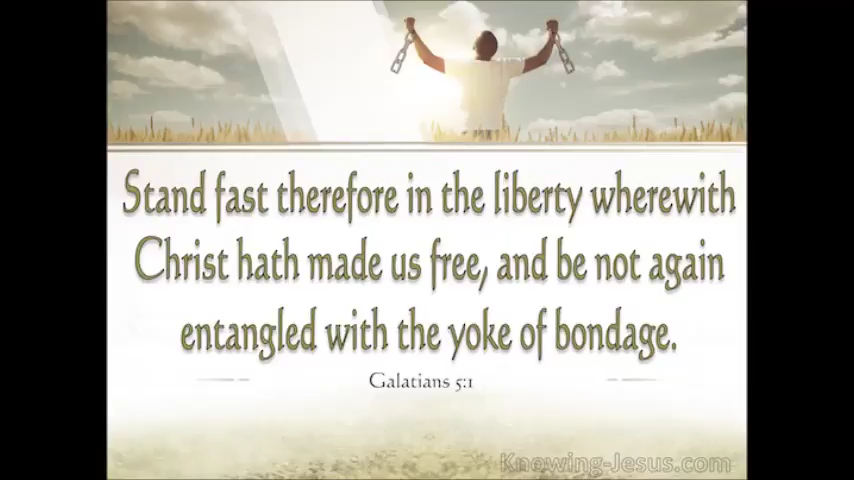 Stand fast therefore in the liberty wherewith
Christ hath made us free, and be not again
entangled with the yoke of bondage.
Galatians 5:1
Knowing-Jesus.com